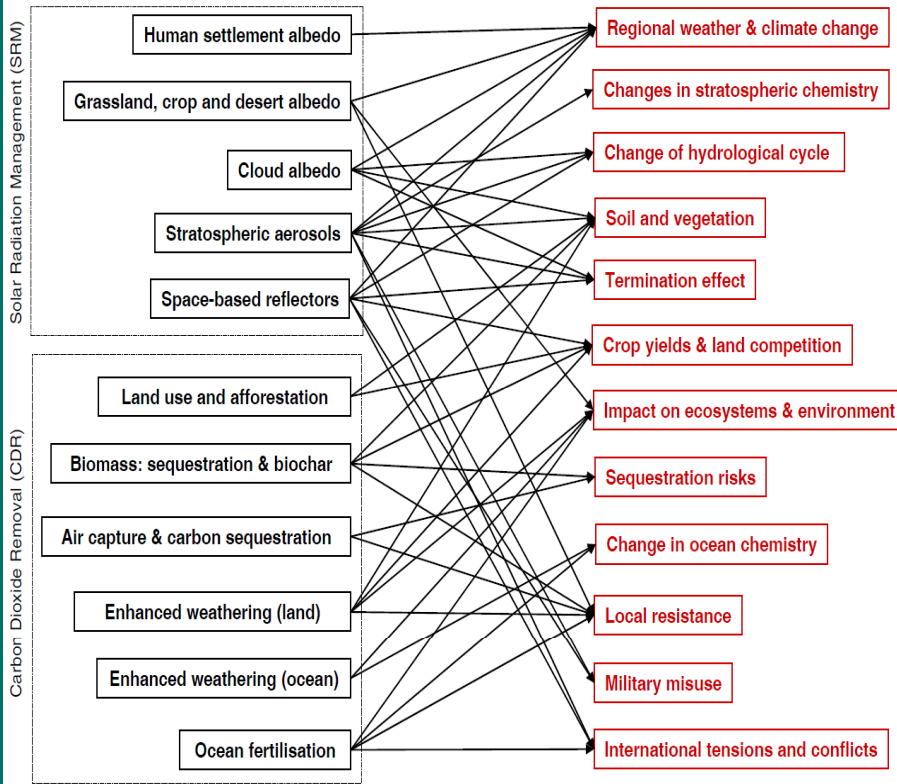 Solar Radiation Management (SRM)
Human settlement albedo
Grassland, crop and desert albedo
Cloud albedo
Stratospheric aerosols
Space-based reflectors
Carbon Dioxide Removal (CDR)
Land use and afforestation
Biomass: sequestration & biochar
Air capture & carbon sequestration
Enhanced weathering (land)
Enhanced weathering (ocean)
Ocean fertilisation
Regional weather & climate change
Changes in stratospheric chemistry
Change of hydrological cycle
Soil and vegetation
Termination effect
Crop yields & land competition
Impact on ecosystems & environment
Sequestration risks
Change in ocean chemistry
Local resistance
Military misuse
International tensions and conflicts